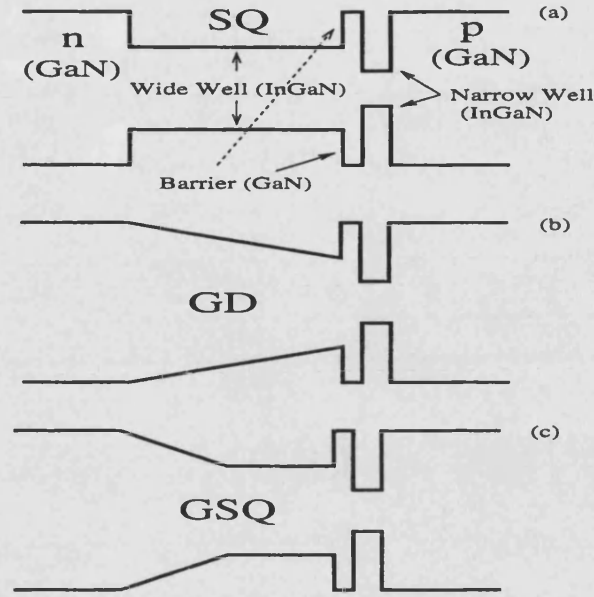 SQ
(a)
n
(GaN)
p
(GaN)
Wide Well (InGaN)
Narrow Well
(InGaN)
Barrier (GaN)
(b)
GD
(c)
GSQ